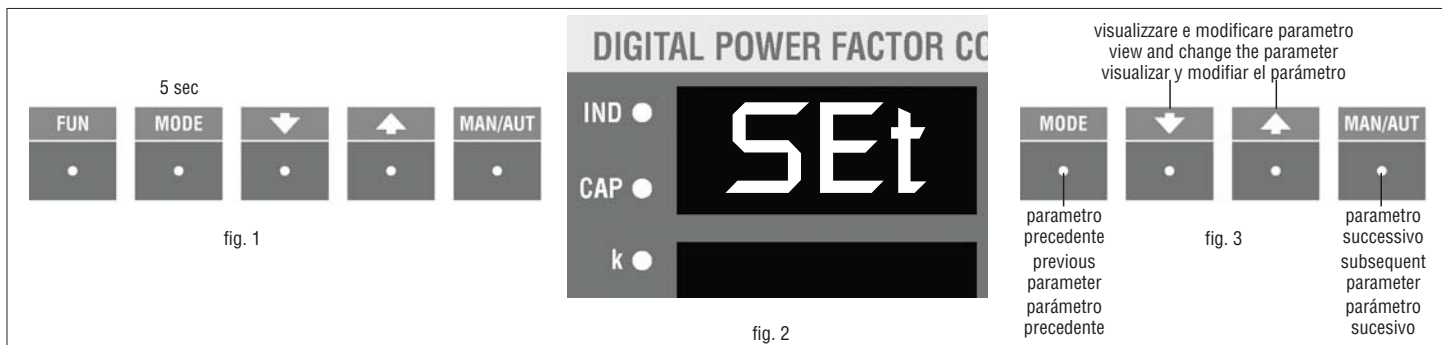 5 sec
FUN MODE MAN/AUT
fig. 1
DIGITAL POWER FACTOR CO
IND
SEt
CAP
k
fig. 2
visualizzare e modificare parametro
view and change the parameter
visualizar y modifiar el parámetro
MODE MAN/AUT
parametro
precedente
previous
parameter
parámetro
precedente
fig. 3
parametro
successivo
subsequent
parameter
parámetro
sucesivo